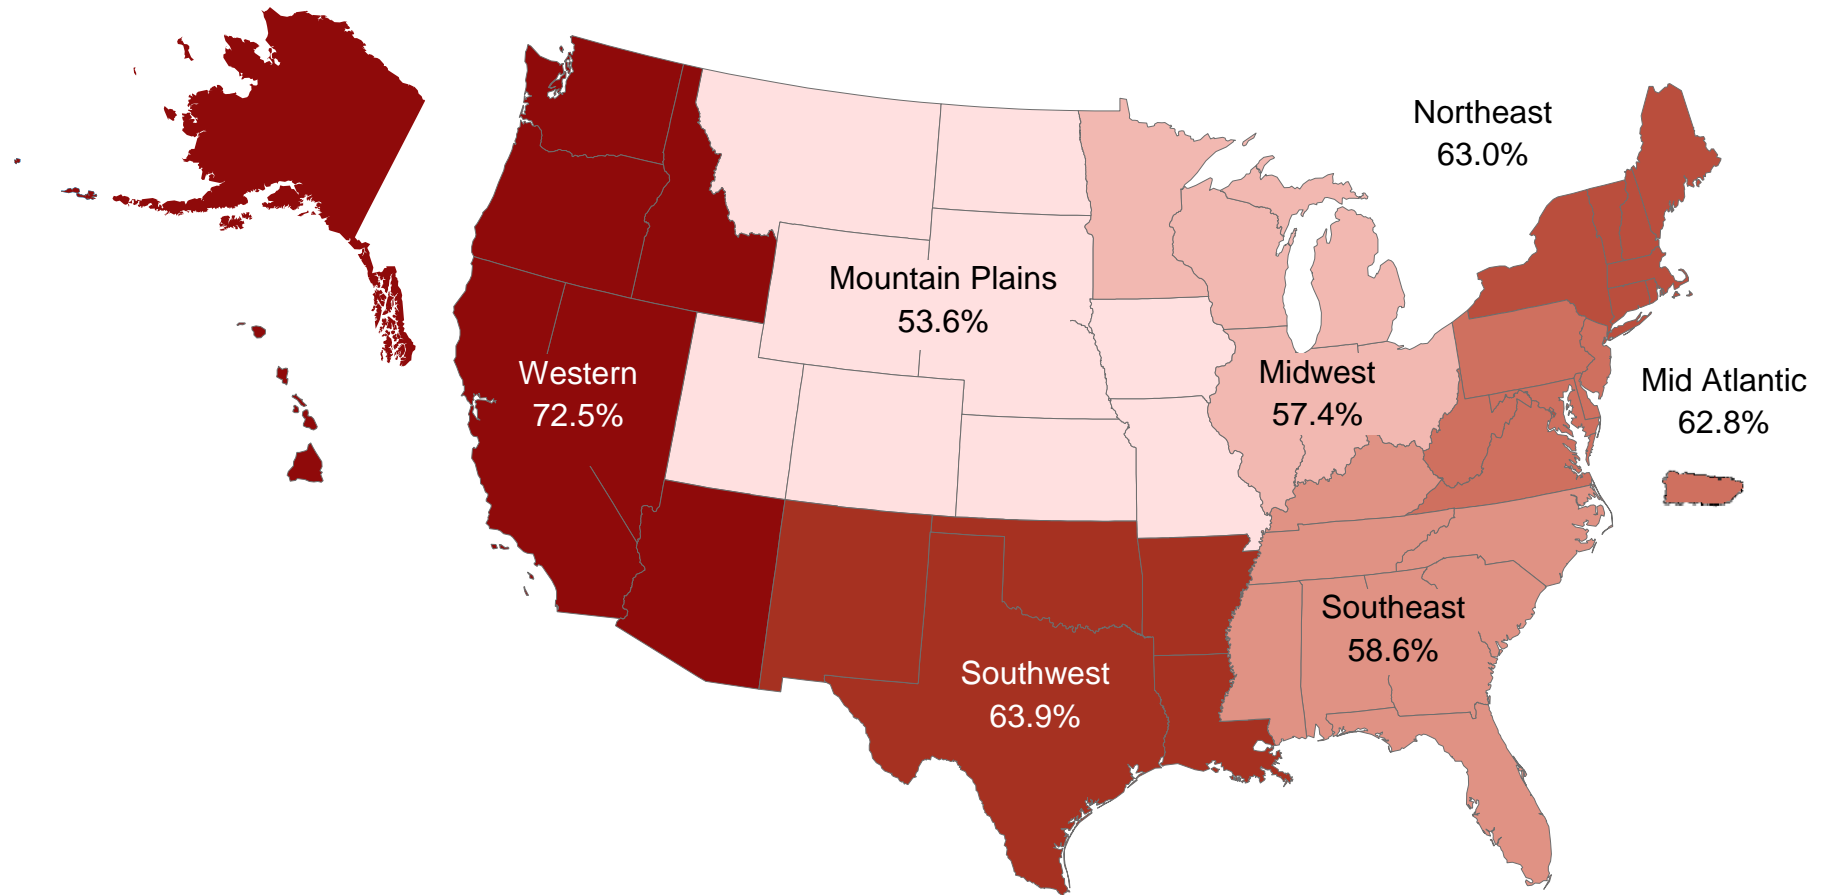 Northeast
63.0%
Mountain Plains
53.6%
Western
72.5%
Midwest
57.4%
Mid Atlantic
62.8%
Southeast
58.6%
Southwest
63.9%